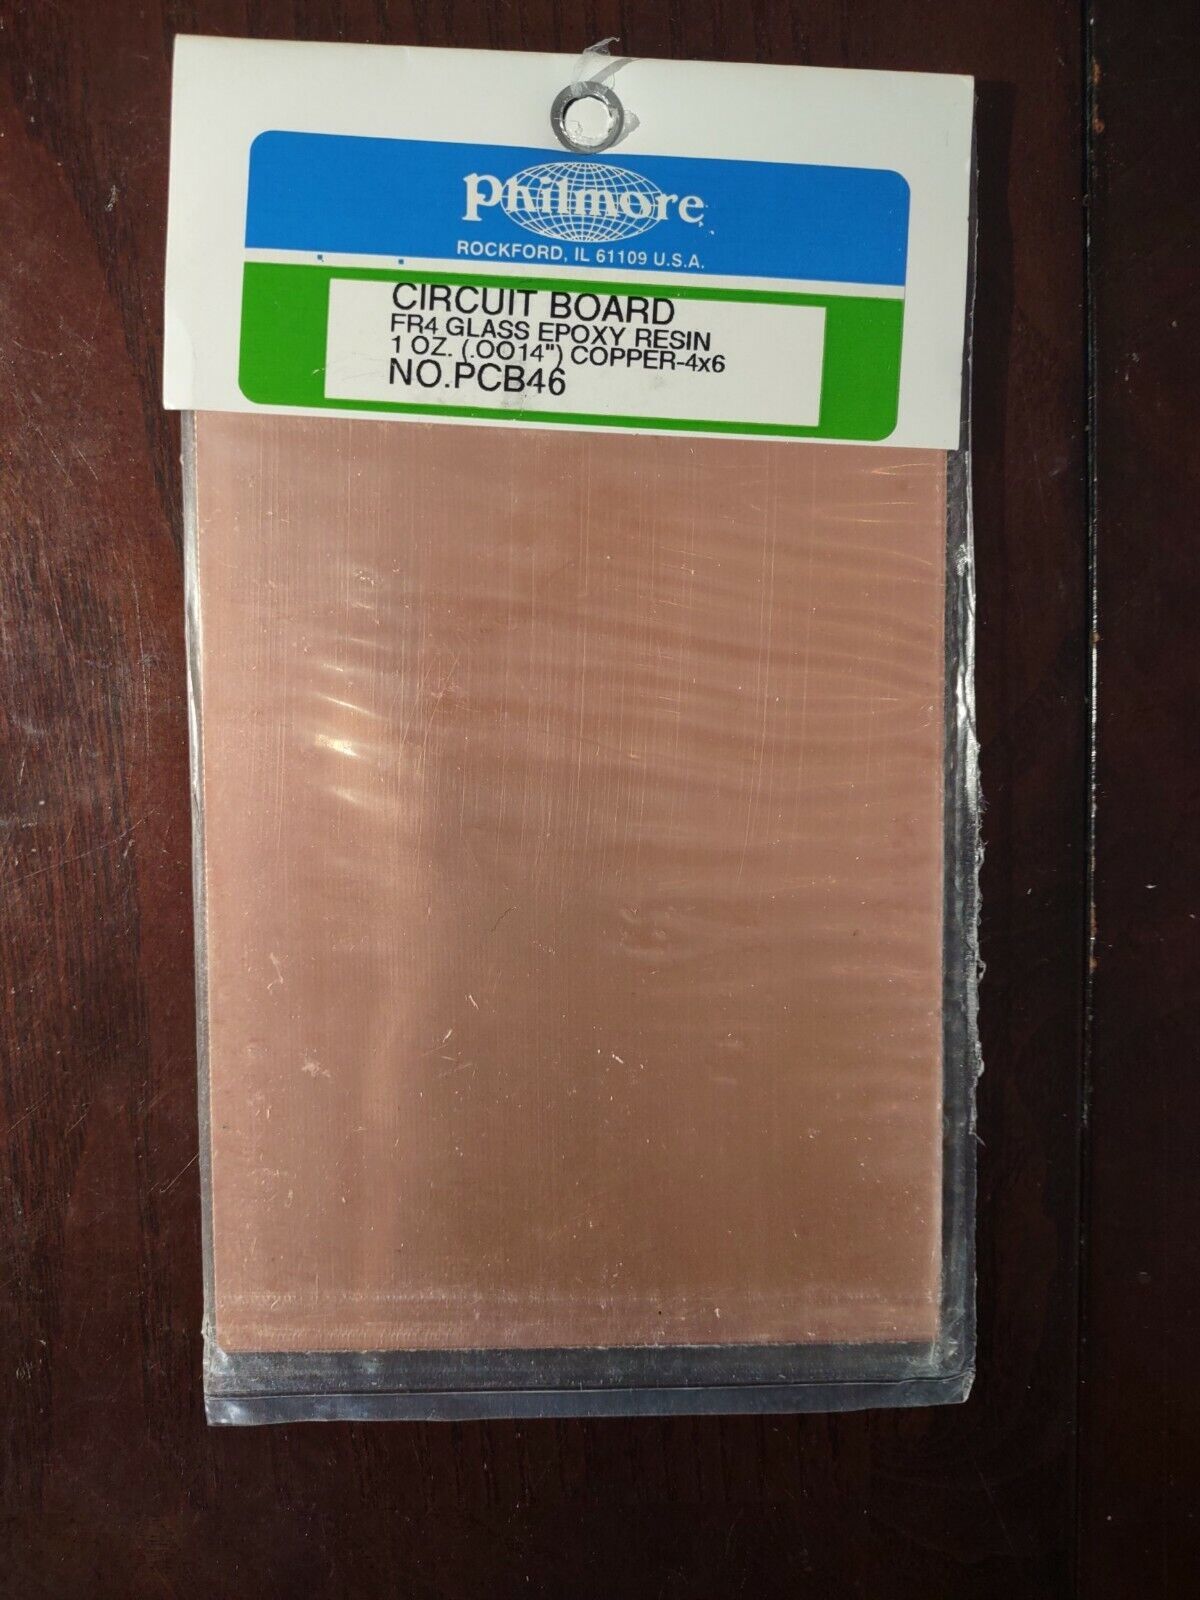 Philmore
ROCKFORD, IL 61109 U.S.A.
CIRCUIT BOARD
FR4 GLASS EPOXY RESIN
1 OZ. (.0014") COPPER-4x6
NO.PCB46